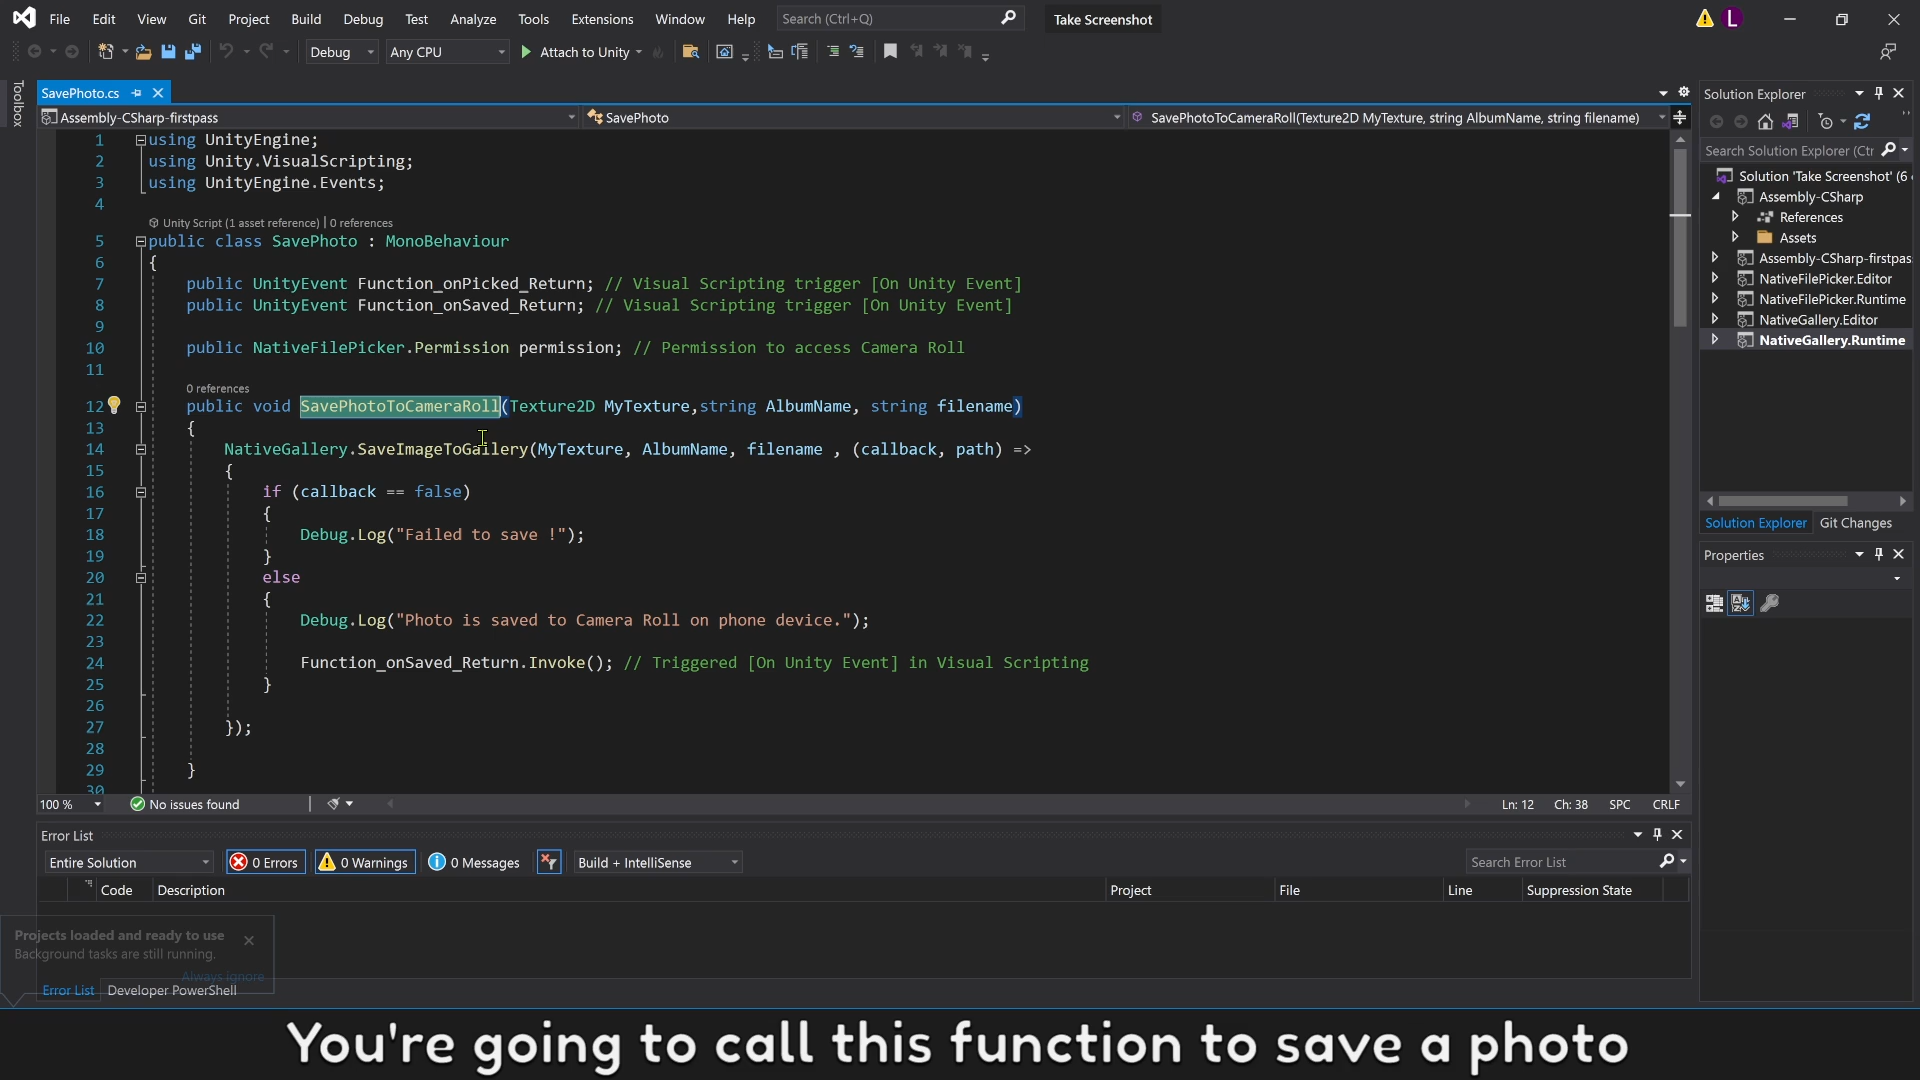 File Edit View Git Project Build Debug Test Analyze Tools Extensions Window Help Search (Ctrl+Q) Take Screenshot L
Debug Any CPU Attach to Unity
Toolbox
SavePhoto.cs
Assembly-CSharp-firstpass SavePhoto SavePhotoToCameraRoll(Texture2D MyTexture, string AlbumName, string filename)
1 using UnityEngine;
2 using Unity.VisualScripting;
3 using UnityEngine.Events;
4
Unity Script (1 asset reference) | 0 references
5 public class SavePhoto : MonoBehaviour
6 {
7 public UnityEvent Function_onPicked_Return; // Visual Scripting trigger [On Unity Event]
8 public UnityEvent Function_onSaved_Return; // Visual Scripting trigger [On Unity Event]
9
10 public NativeFilePicker.Permission permission; // Permission to access Camera Roll
11
0 references
12 public void SavePhotoToCameraRoll(Texture2D MyTexture,string AlbumName, string filename)
13 {
14 NativeGallery.SaveImageToGallery(MyTexture, AlbumName, filename , (callback, path) =>
15 {
16 if (callback == false)
17 {
18 Debug.Log("Failed to save !");
19 }
20 else
21 {
22 Debug.Log("Photo is saved to Camera Roll on phone device.");
23
24 Function_onSaved_Return.Invoke(); // Triggered [On Unity Event] in Visual Scripting
25 }
26
27 });
28
29 }
30
100 % No issues found Ln: 12 Ch: 38 SPC CRLF
Error List
Entire Solution 0 Errors 0 Warnings 0 Messages Build + IntelliSense Search Error List
Code Description Project File Line Suppression State
Projects loaded and ready to use
Background tasks are still running.
Always ignore
Error List Developer PowerShell
Solution Explorer
Search Solution Explorer (Ctr
Solution 'Take Screenshot' (6
Assembly-CSharp
References
Assets
Assembly-CSharp-firstpas
NativeFilePicker.Editor
NativeFilePicker.Runtime
NativeGallery.Editor
NativeGallery.Runtime
Solution Explorer Git Changes
Properties
You're going to call this function to save a photo